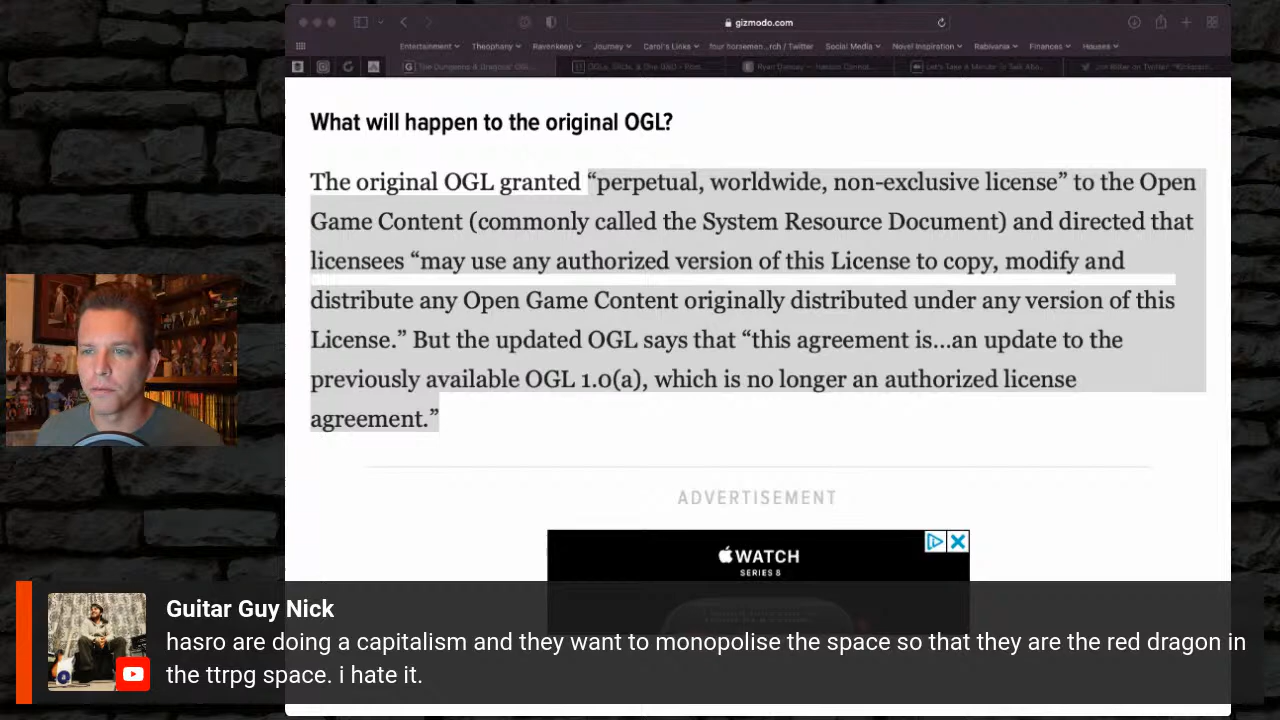 gizmodo.com
Entertainment Theophany Ravenkeep Journey Carol's Links four horsemen...rch / Twitter Social Media Novel Inspiration Rabivania Finances Houses
What will happen to the original OGL?
The original OGL granted “perpetual, worldwide, non-exclusive license” to the Open
Game Content (commonly called the System Resource Document) and directed that
licensees “may use any authorized version of this License to copy, modify and
distribute any Open Game Content originally distributed under any version of this
License.” But the updated OGL says that “this agreement is...an update to the
previously available OGL 1.0(a), which is no longer an authorized license
agreement.”
ADVERTISEMENT
WATCH
SERIES 8
Guitar Guy Nick
hasro are doing a capitalism and they want to monopolise the space so that they are the red dragon in
the ttrpg space. i hate it.